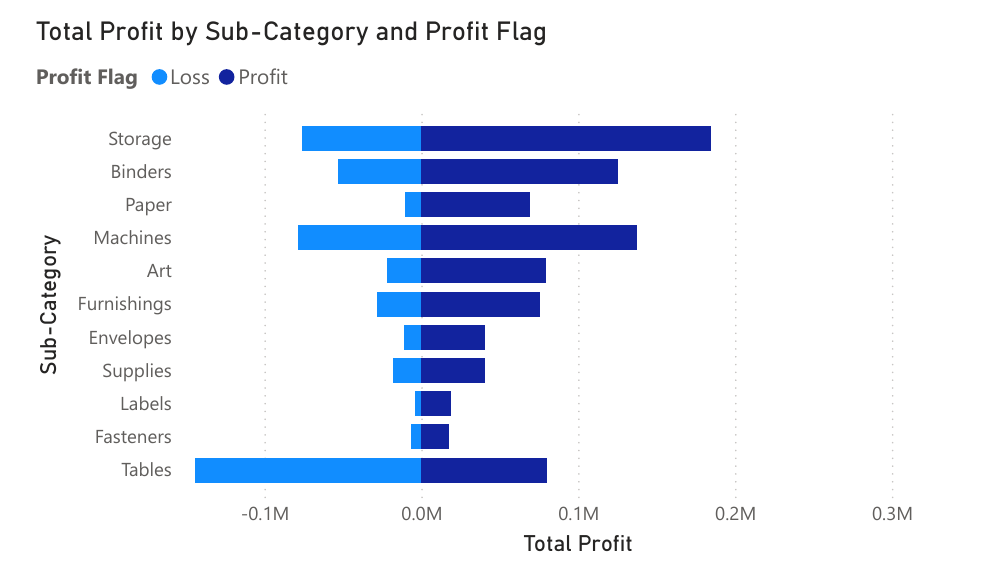 Total Profit by Sub-Category and Profit Flag
Profit Flag Loss Profit
Storage
Binders
Paper
Machines
Art
Furnishings
Envelopes
Supplies
Labels
Fasteners
Tables
Sub-Category
-0.1M 0.0M 0.1M 0.2M 0.3M
Total Profit